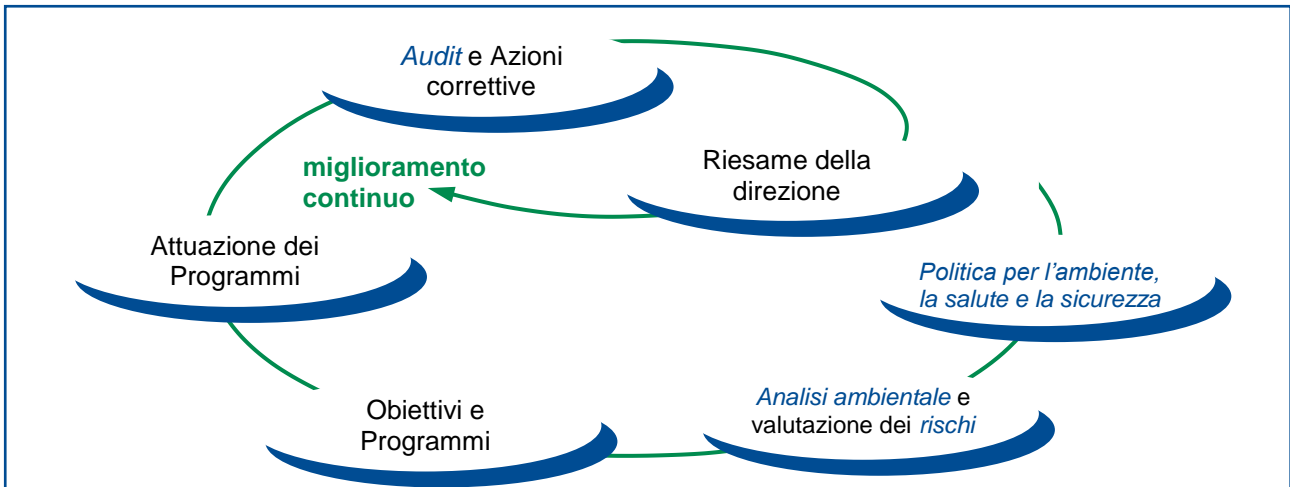 Audit e Azioni
correttive
miglioramento
continuo
Riesame della
direzione
Attuazione dei
Programmi
Politica per l’ambiente,
la salute e la sicurezza
Obiettivi e
Programmi
Analisi ambientale e
valutazione dei rischi